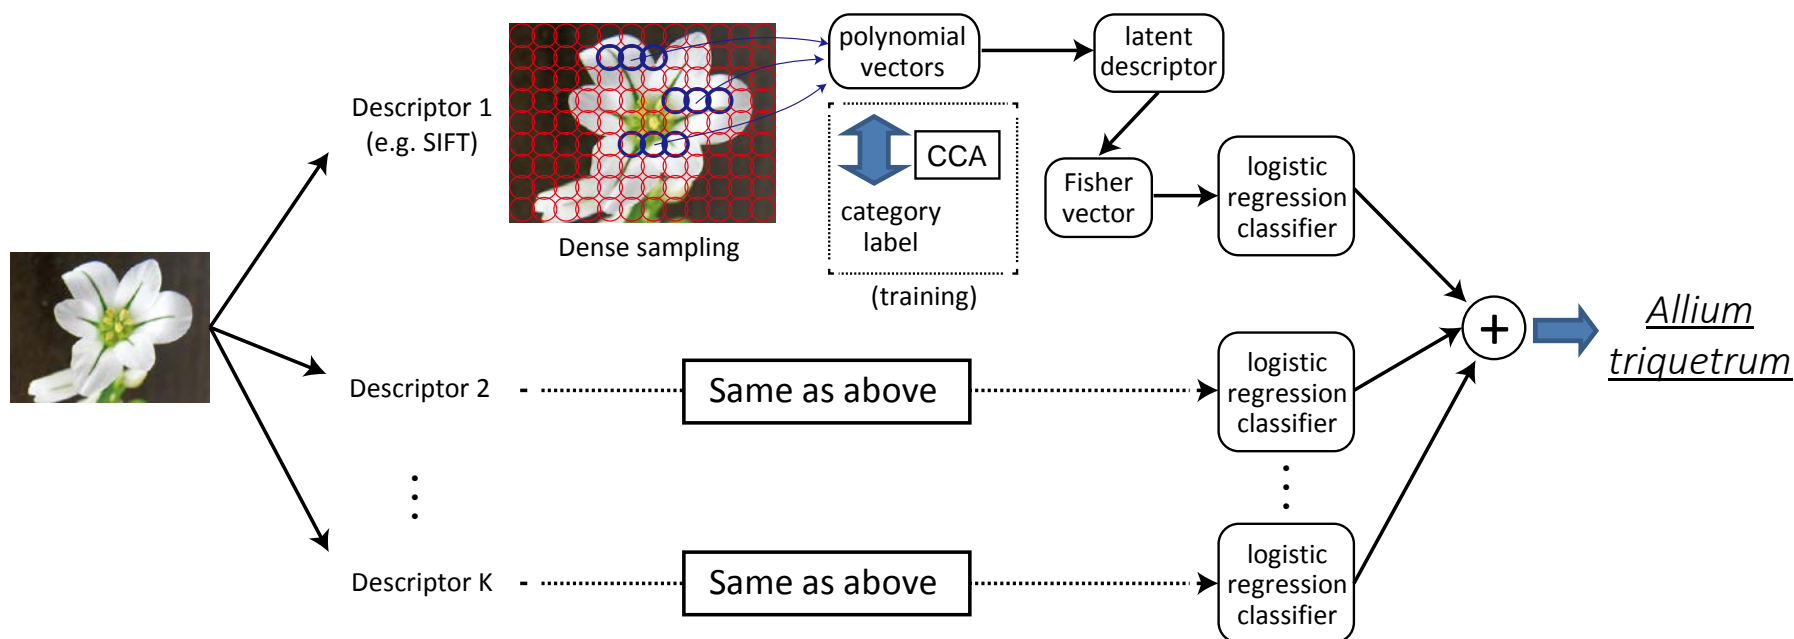 Descriptor 1
(e.g. SIFT)
Dense sampling
polynomial
vectors
latent
descriptor
CCA
category
label
(training)
Fisher
vector
logistic
regression
classifier
+
Allium
triquetrum
Descriptor 2
Same as above
logistic
regression
classifier
Descriptor K
Same as above
logistic
regression
classifier